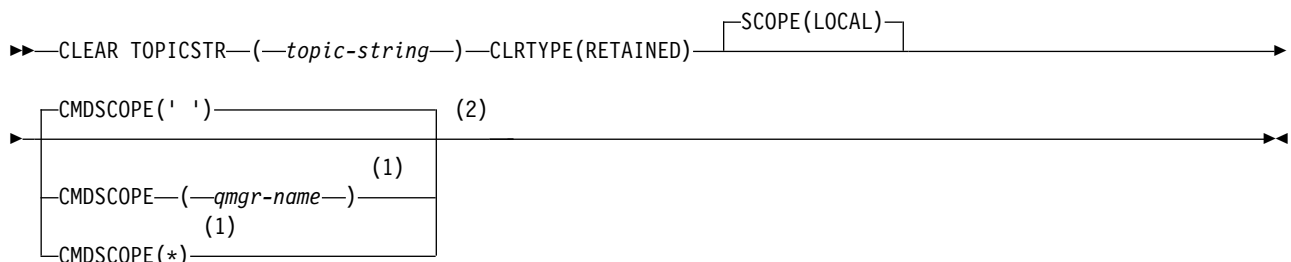 SCOPE(LOCAL)
CLEAR TOPICSTR ( topic-string ) CLRTYPE(RETAINED)
CMDSCOPE(' ') (2)
(1)
CMDSCOPE ( qmgr-name )
(1)
CMDSCOPE(*)